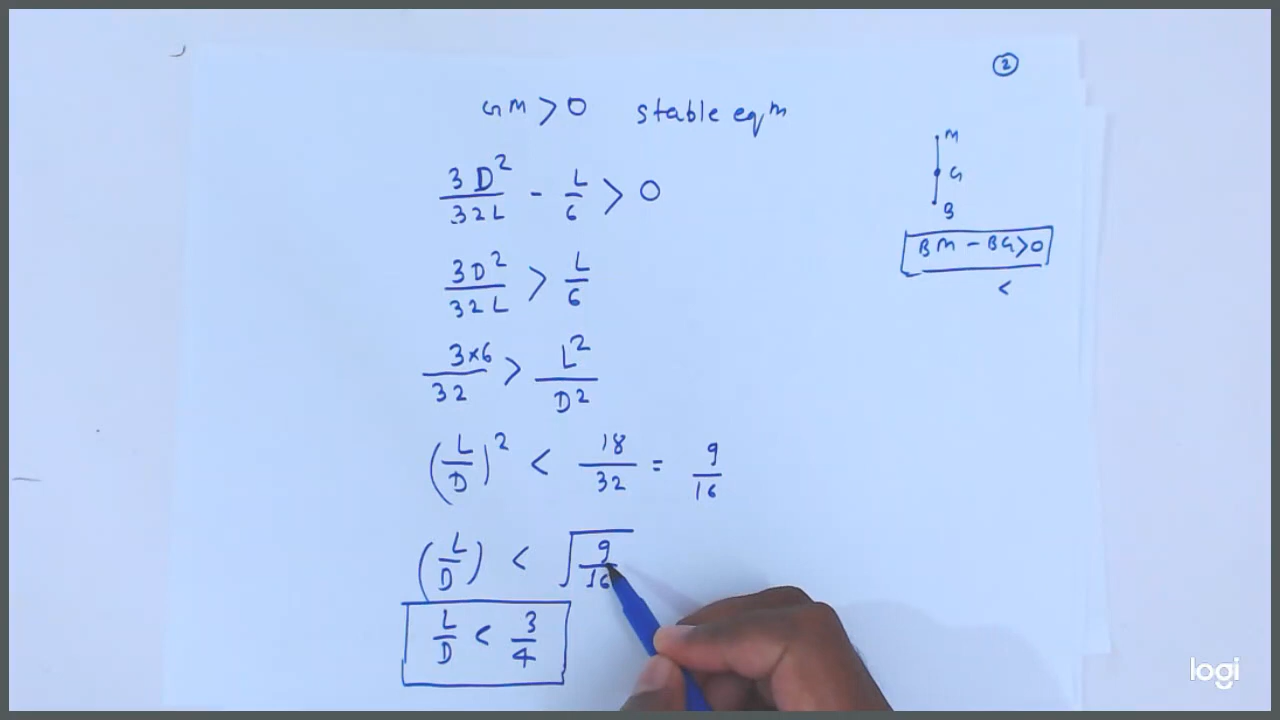 2
GM > 0 stable eqm
3D²/32L - L/6 > 0
3D²/32L > L/6
3×6/32 > L²/D²
(L/D)² < 18/32 = 9/16
(L/D) < √9/16
L/D < 3/4
M
G
B
BM - BG > 0
<
logi